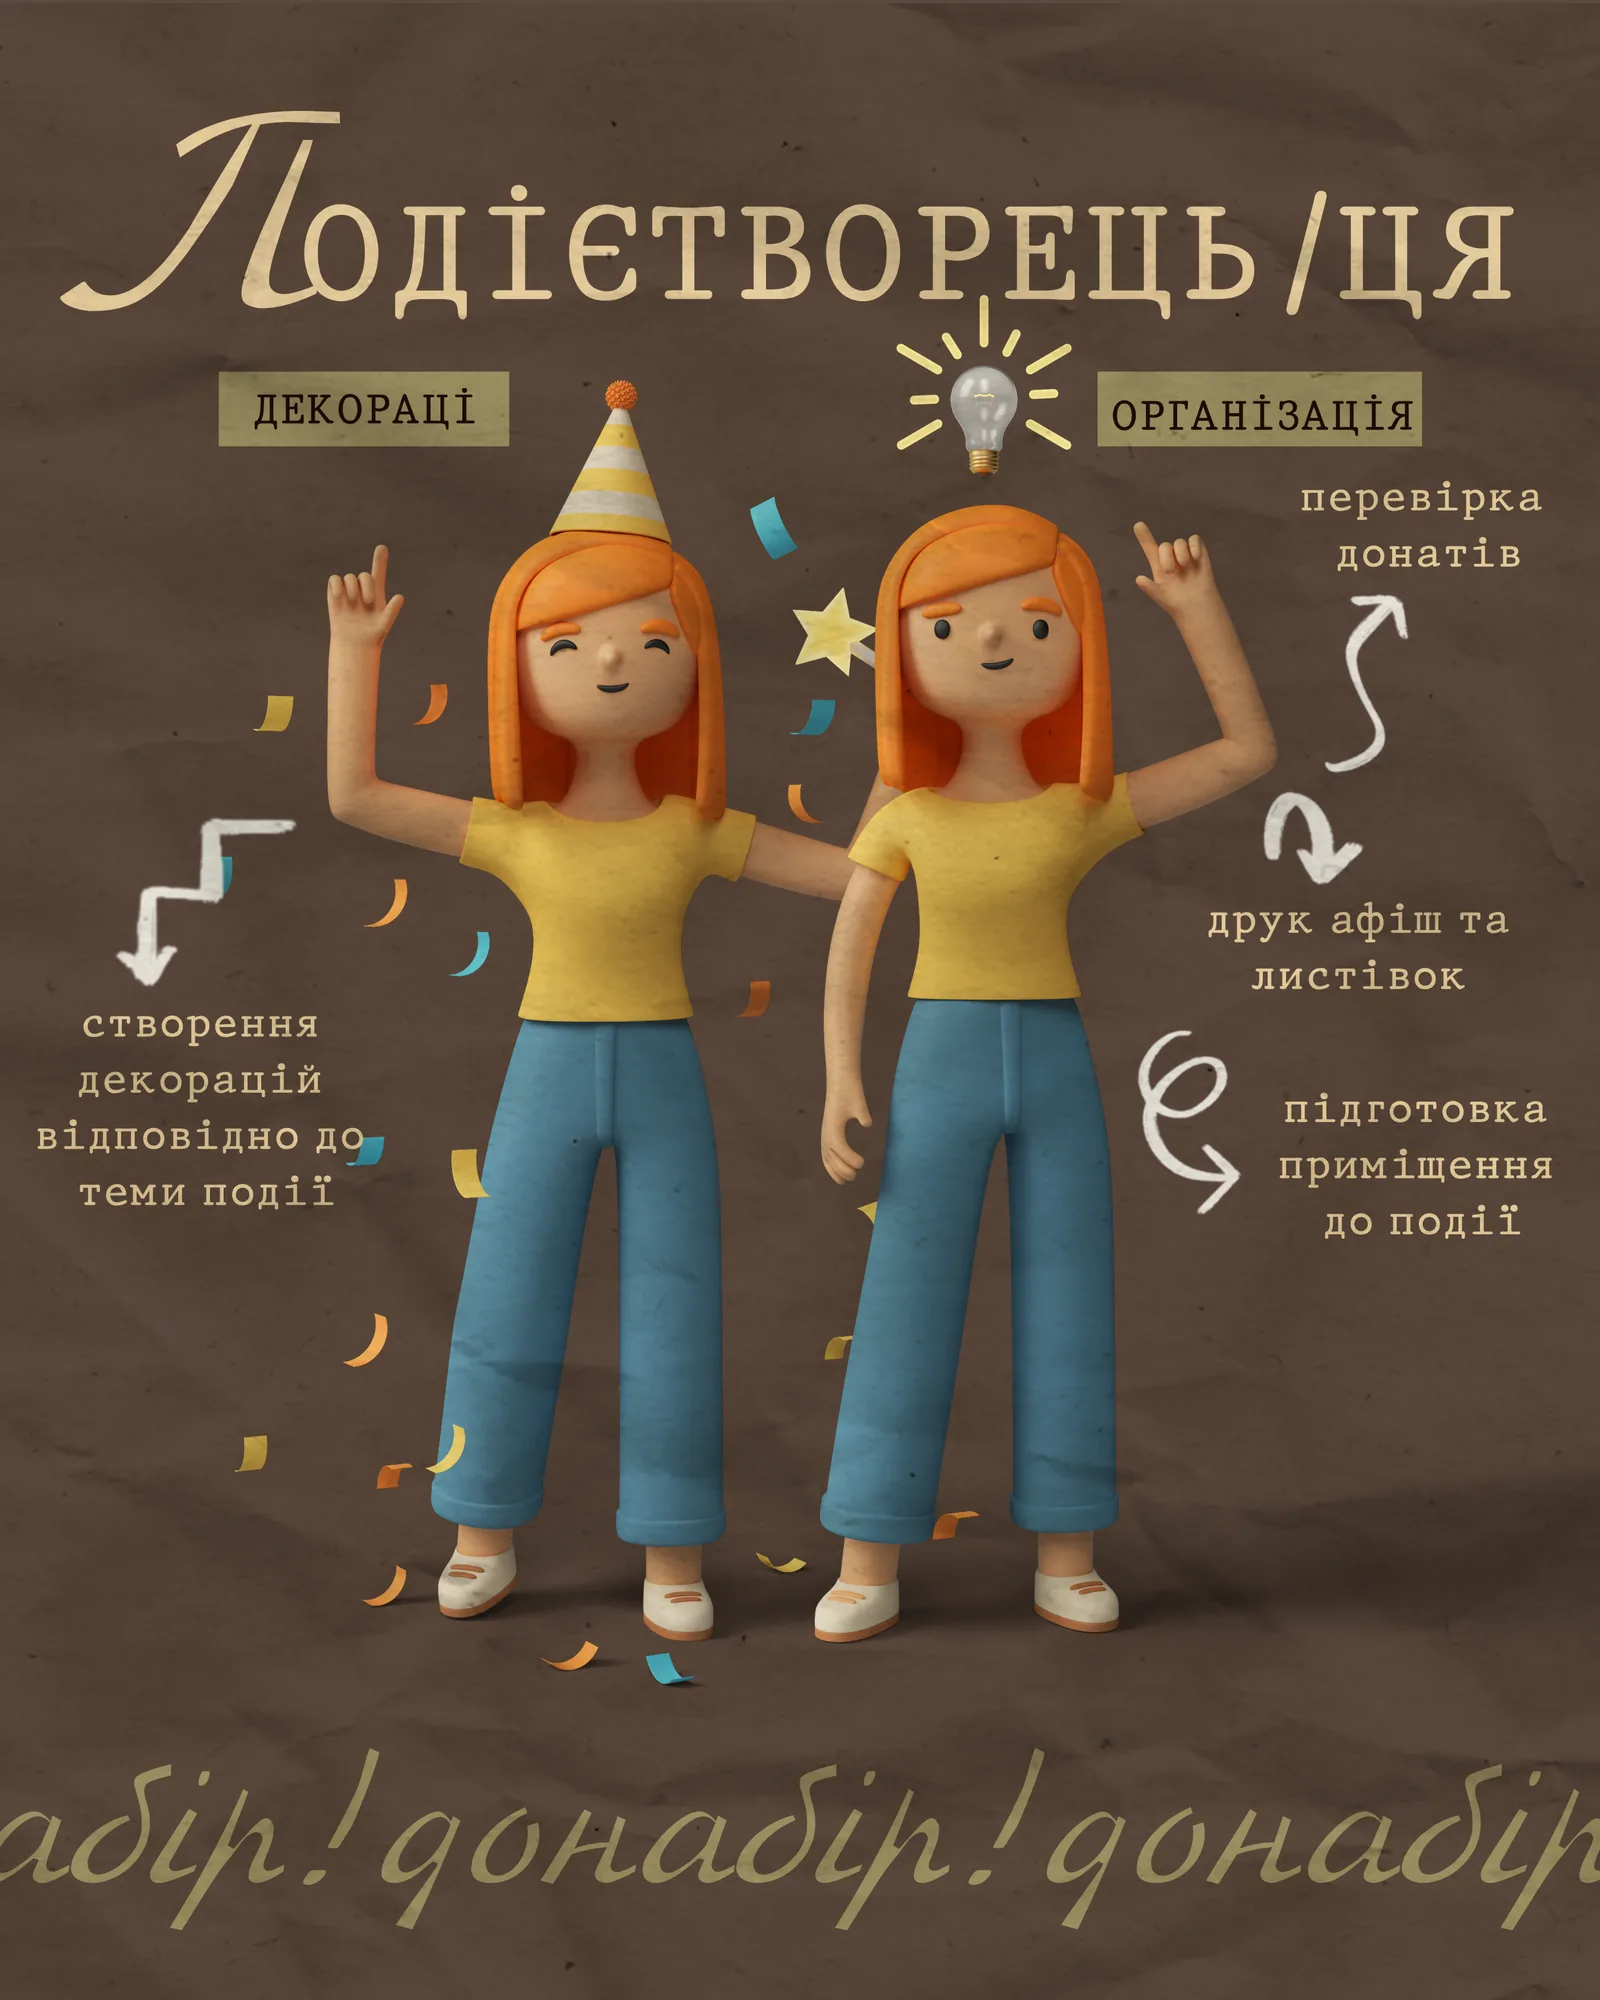 Подієтворець/ця
ДЕКОРАЦІ
ОРГАНІЗАЦІЯ
перевірка
донатів
друк афіш та
листівок
створення
декорацій
відповідно до
теми події
підготовка
приміщення
до події
абір! донабір! донабір